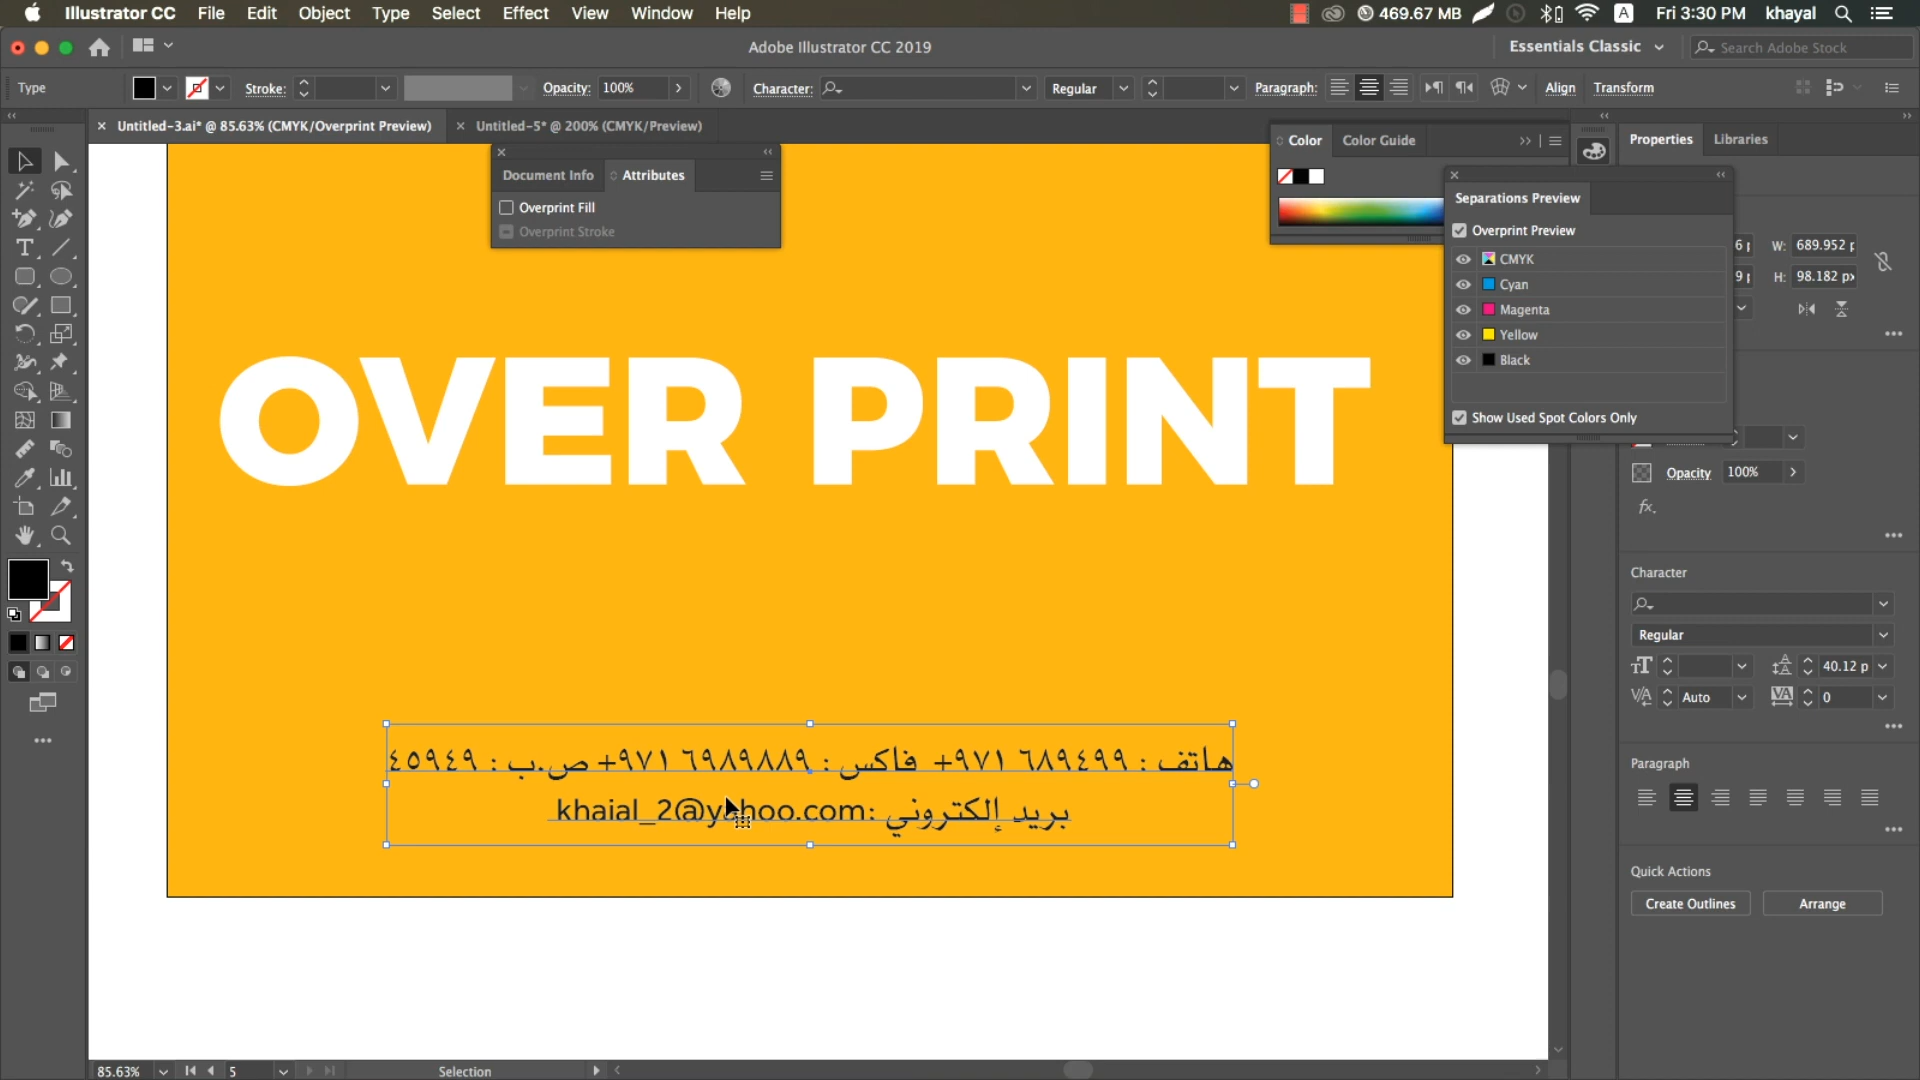 Illustrator CC File Edit Object Type Select Effect View Window Help
469.67 MB A Fri 3:30 PM khayal
Adobe Illustrator CC 2019
Essentials Classic
Search Adobe Stock
Type Stroke: Opacity: 100% Character: Regular Paragraph: Align Transform
Untitled-3.ai* @ 85.63% (CMYK/Overprint Preview)
Untitled-5* @ 200% (CMYK/Preview)
Document Info Attributes
Overprint Fill
Overprint Stroke
Color Color Guide
Properties Libraries
Separations Preview
Overprint Preview
CMYK
Cyan
Magenta
Yellow
Black
Show Used Spot Colors Only
W: 689.952
H: 98.182 px
Opacity 100%
fx.
Character
Regular
40.12 p
Auto
0
Paragraph
Quick Actions
Create Outlines Arrange
OVER PRINT
هاتف : ٦٨٩٤٩٩ ٩٧١+ فاكس : ٦٩٨٩٨٨٩ ٩٧١+ ص.ب : ٤٥٩٤٩
بريد إلكتروني :khaial_2@yahoo.com
85.63% 5 Selection